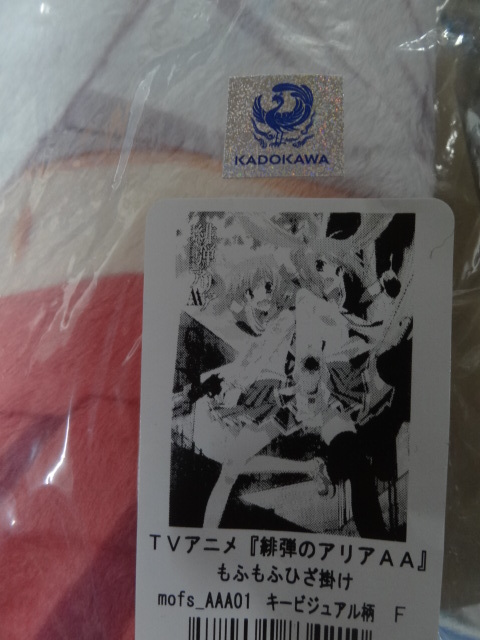 KADOKAWA
TVアニメ『緋弾のアリアAA』
もふもふひざ掛け
mofs_AAA01 キービジュアル柄 F